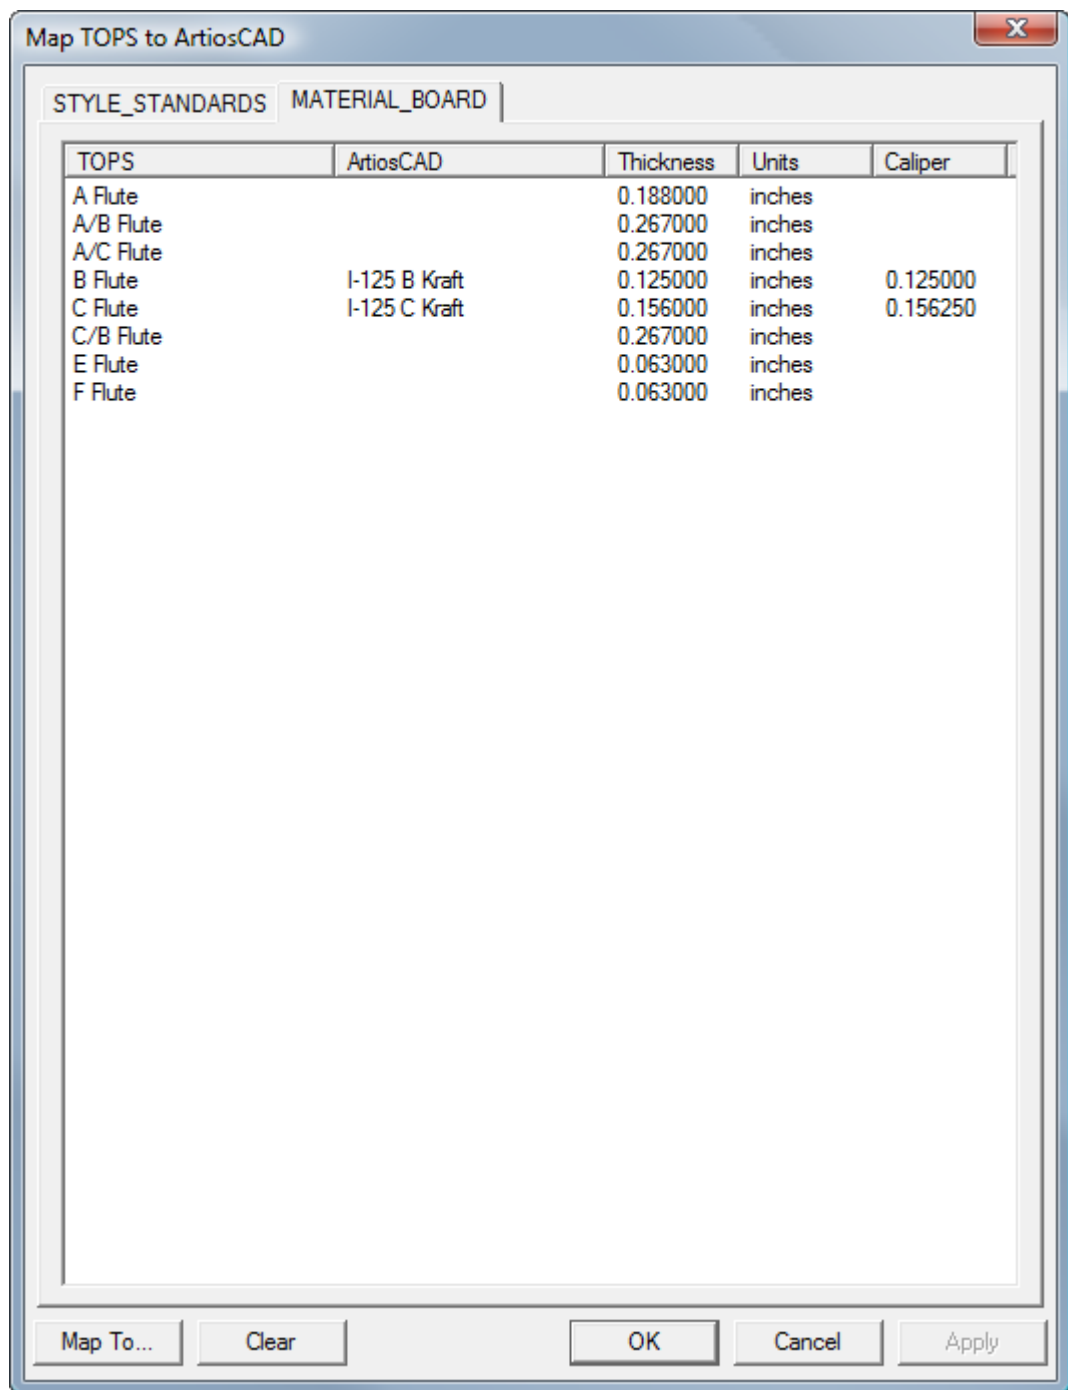 Map TOPS to ArtiosCAD
STYLE_STANDARDS MATERIAL_BOARD
TOPS ArtiosCAD Thickness Units Caliper
A Flute 0.188000 inches
A/B Flute 0.267000 inches
A/C Flute 0.267000 inches
B Flute I-125 B Kraft 0.125000 inches 0.125000
C Flute I-125 C Kraft 0.156000 inches 0.156250
C/B Flute 0.267000 inches
E Flute 0.063000 inches
F Flute 0.063000 inches
Map To... Clear OK Cancel Apply